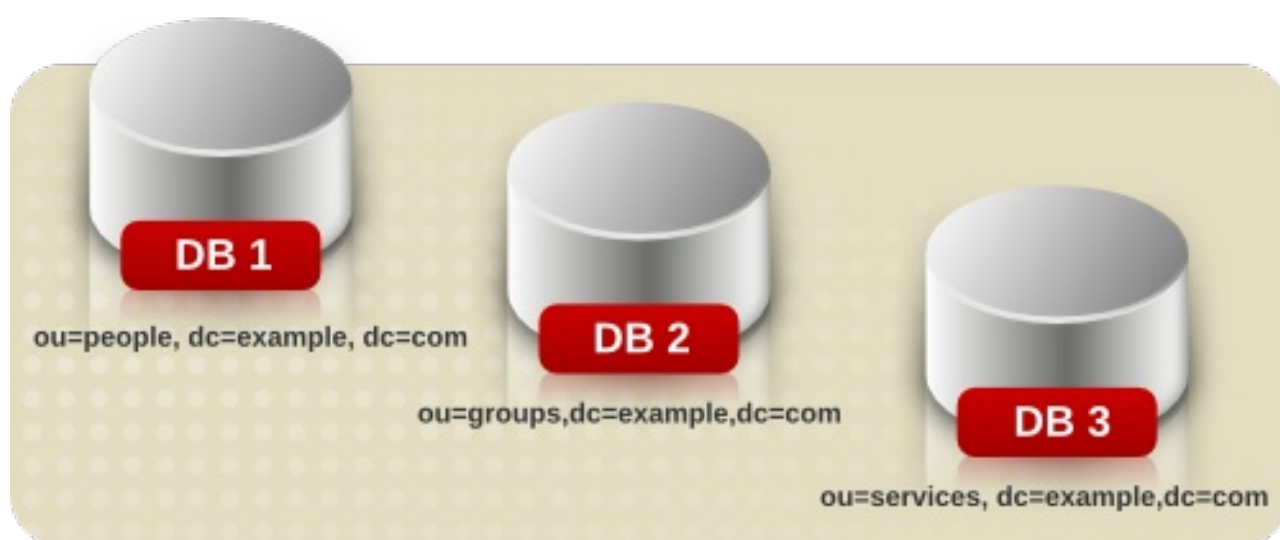 DB 1
ou=people, dc=example, dc=com
DB 2
ou=groups,dc=example,dc=com
DB 3
ou=services, dc=example,dc=com